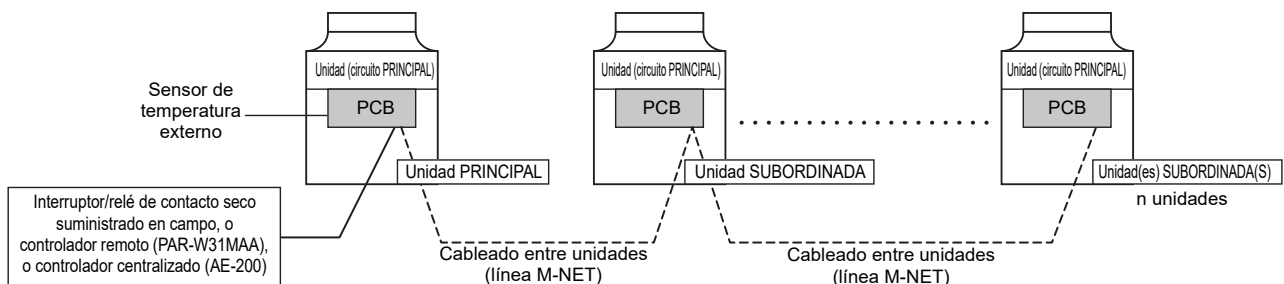 Unidad (circuito PRINCIPAL)
Unidad (circuito PRINCIPAL)
Unidad (circuito PRINCIPAL)
Sensor de
temperatura
externo
PCB
PCB
PCB
Unidad PRINCIPAL
Unidad SUBORDINADA
Unidad(es) SUBORDINADA(S)
n unidades
Interruptor/relé de contacto seco
suministrado en campo, o
controlador remoto (PAR-W31MAA),
o controlador centralizado (AE-200)
Cableado entre unidades
(línea M-NET)
Cableado entre unidades
(línea M-NET)